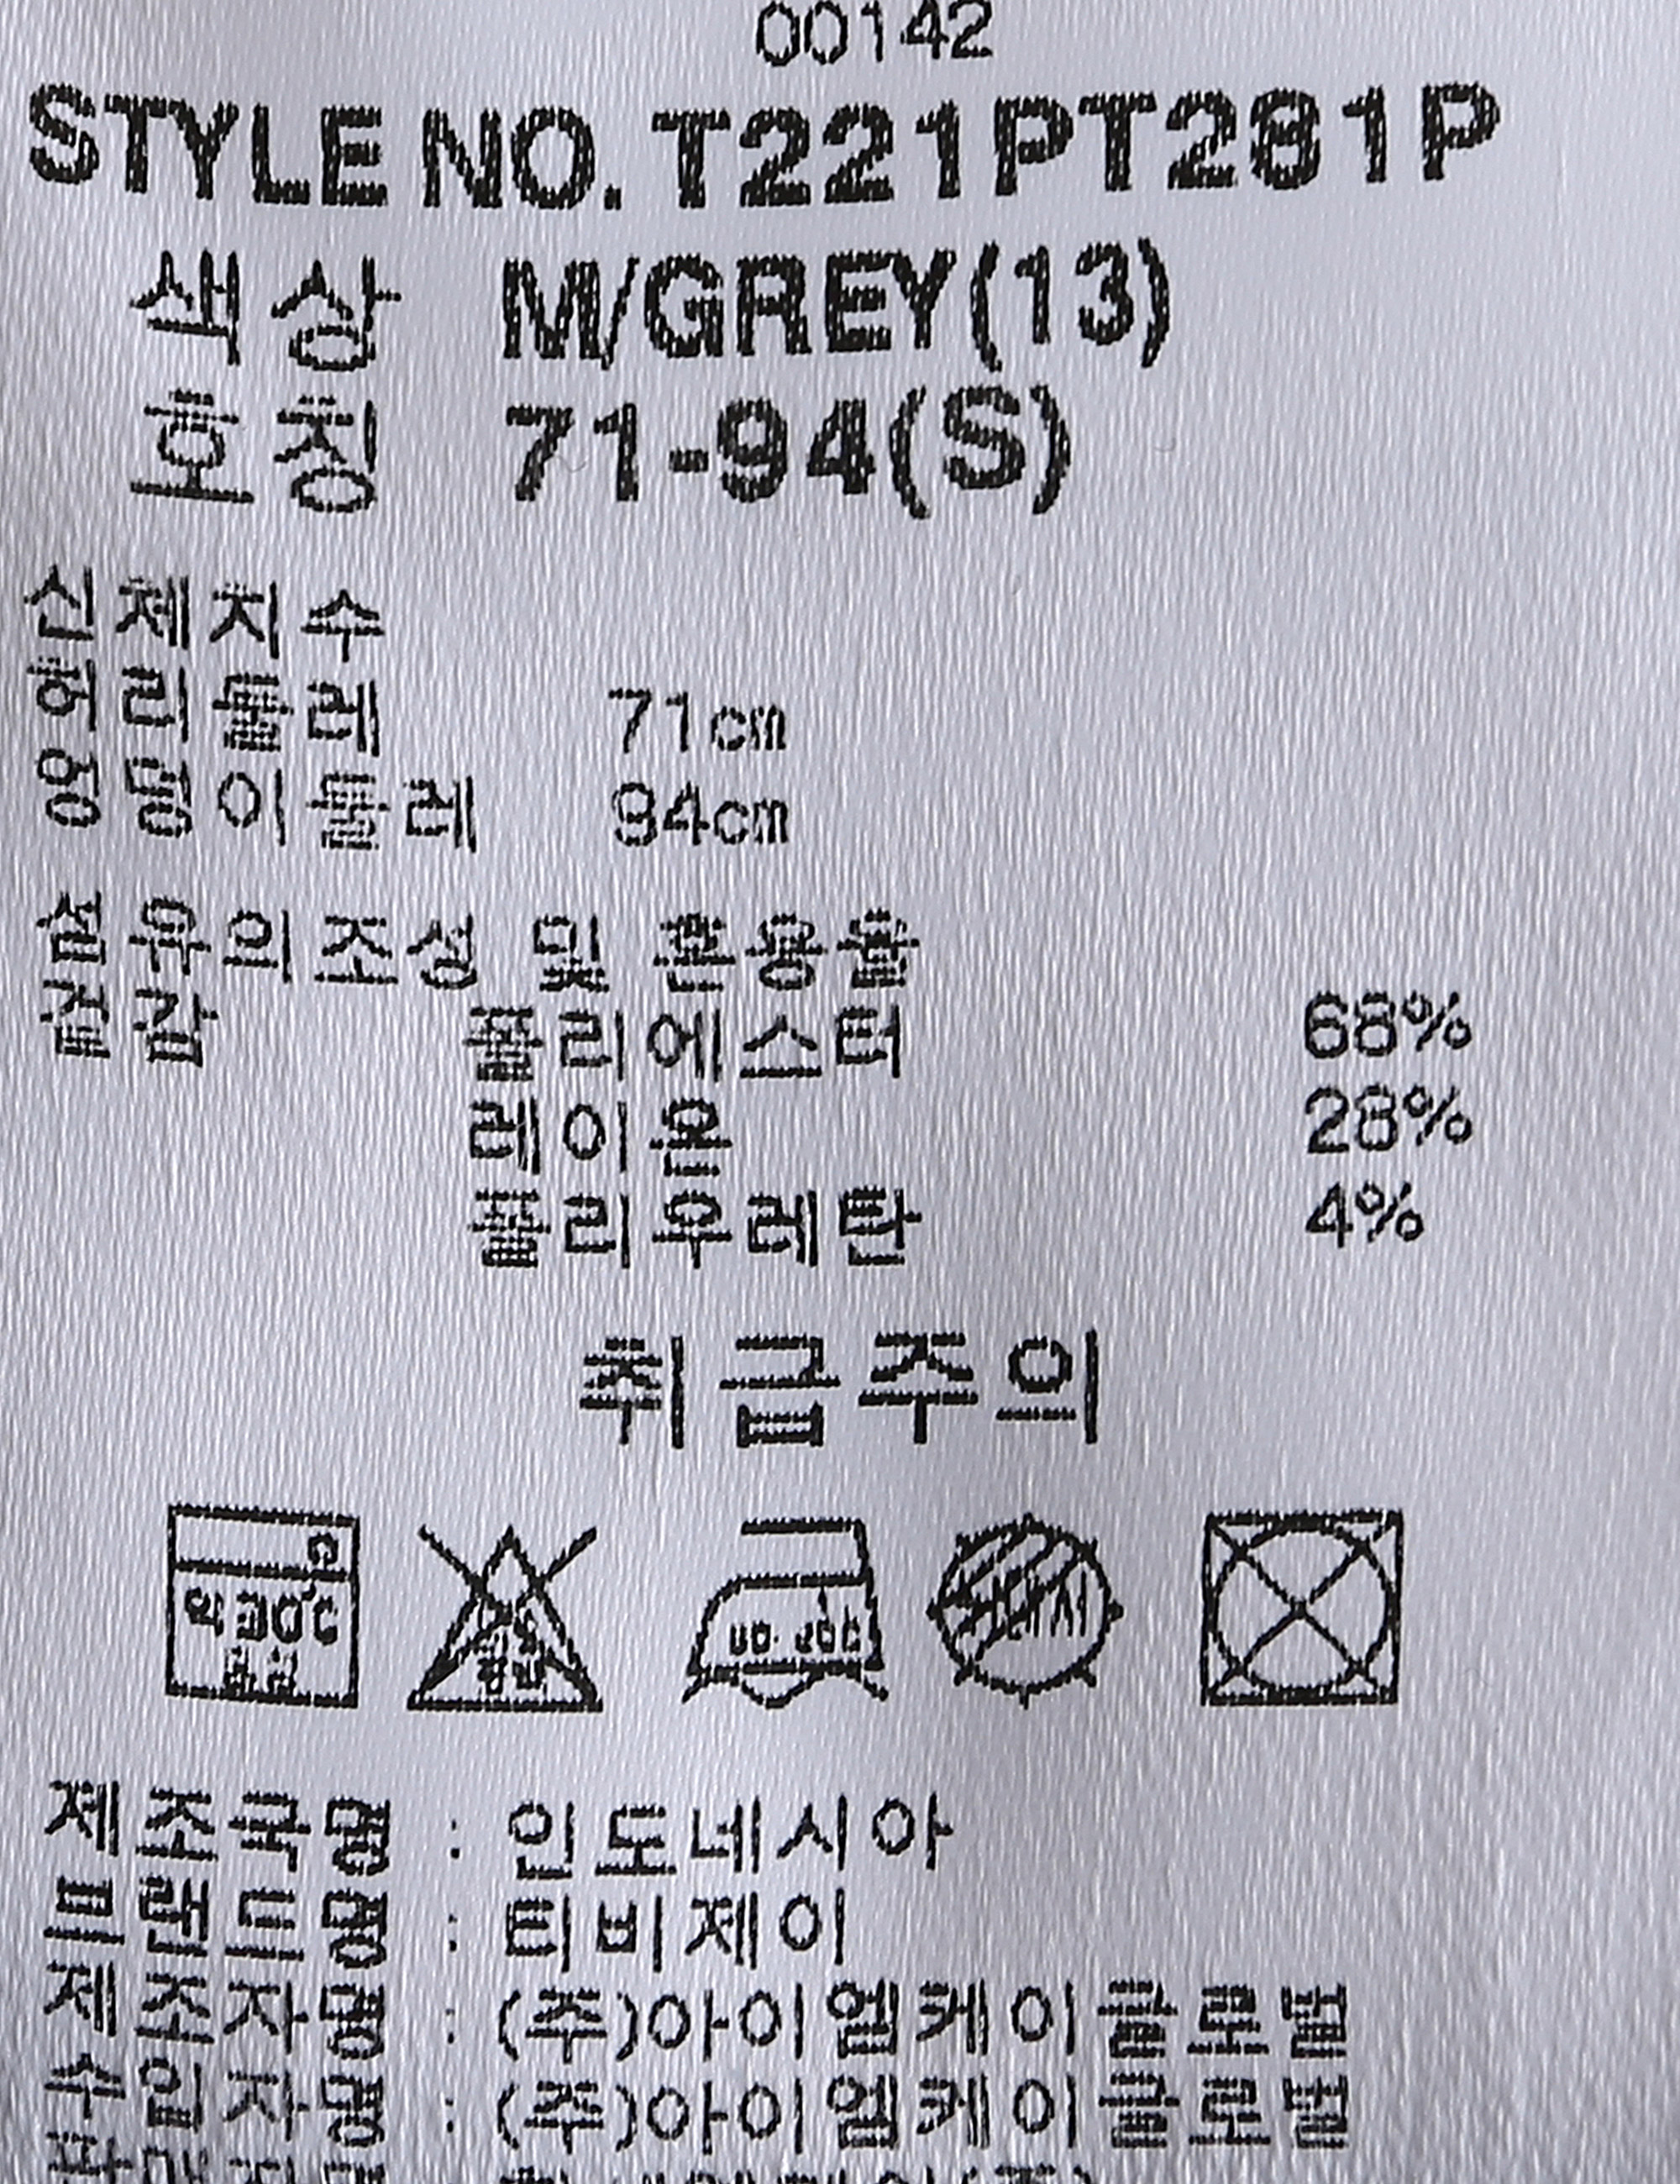 00142
STYLE NO. T221PT281P
색상 M/GREY(13)
호칭 71-94(S)
신체치수
허리둘레 71cm
엉덩이둘레 94cm
섬유의조성 및 혼용율
겉감 폴리에스터 68%
레이온 28%
폴리우레탄 4%
취급주의
약 30℃
중성
제조국명 : 인도네시아
브랜드명 : 티비제이
제조자명 : (주)아이엠케이글로벌
수입자명 : (주)아이엠케이글로벌